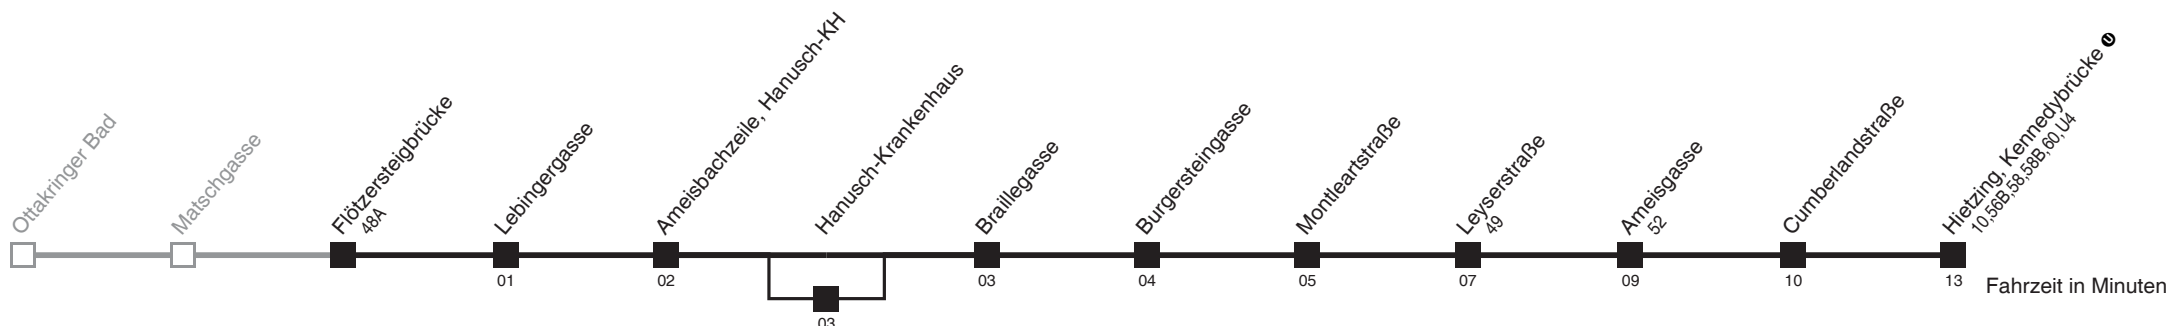 Ottakringer Bad
Matschgasse
Flötzersteigbrücke
48A
Lebingergasse
01
Ameisbachzeile, Hanusch-KH
02
Hanusch-Krankenhaus
03
Braillegasse
03
Burgersteingasse
04
Montleartstraße
05
Leyserstraße
49
07
Ameisgasse
52
09
Cumberlandstraße
10
Hietzing, Kennedybrücke U
10,56B,58,58B,60,U4
13
Fahrzeit in Minuten